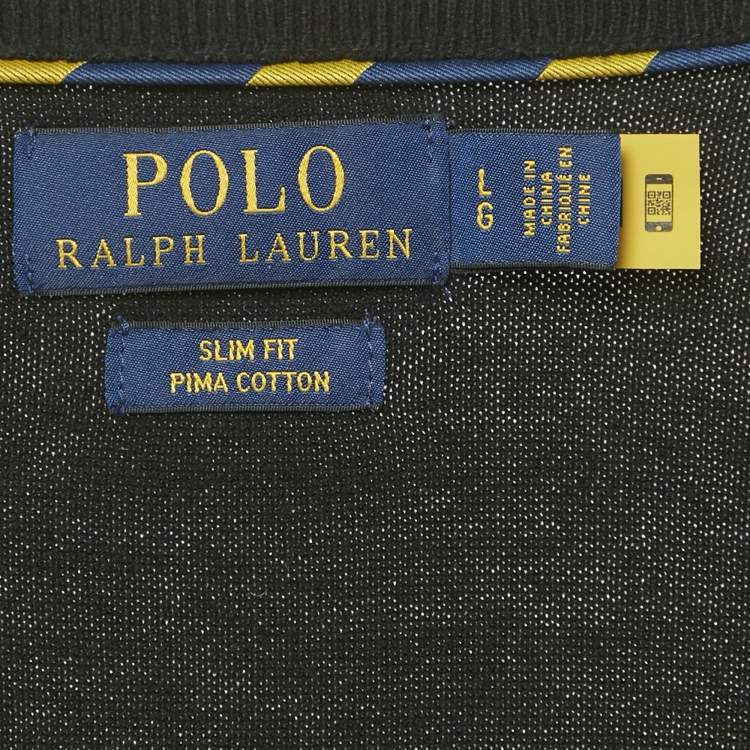 POLO
RALPH LAUREN
L
G
MADE IN
CHINA
FABRIQUÉ EN
CHINE
SLIM FIT
PIMA COTTON